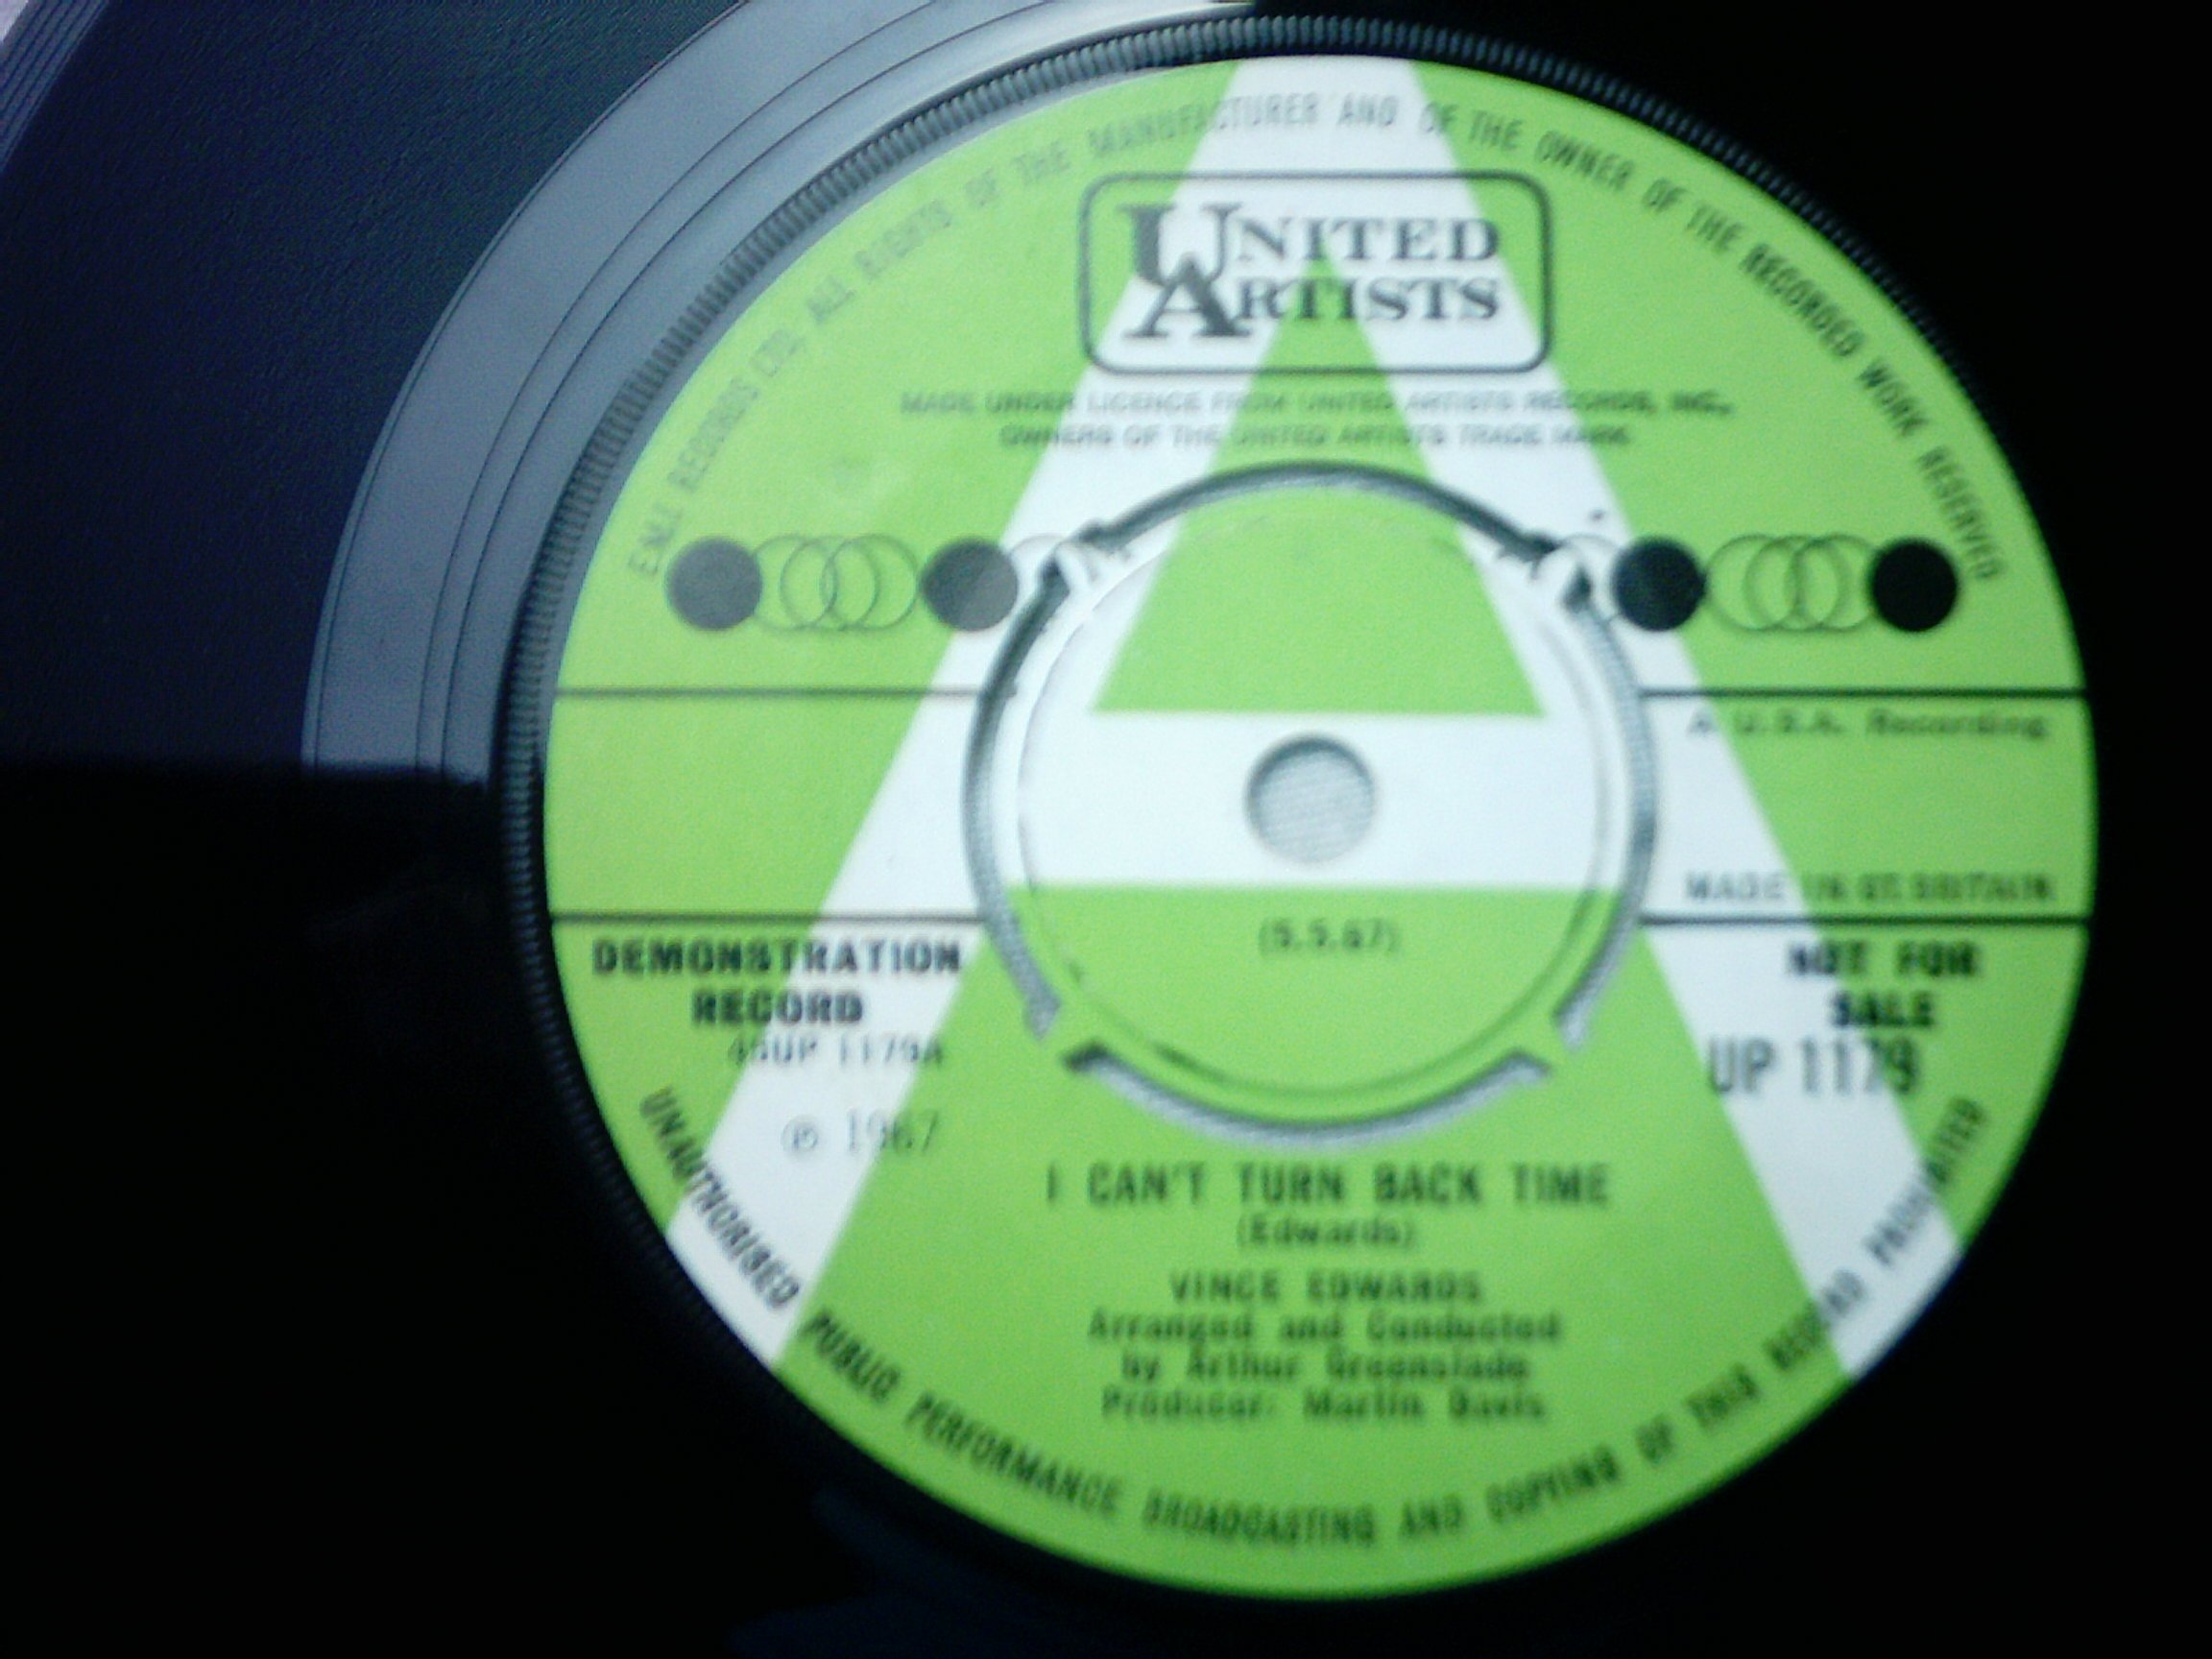 E.M.I. RECORDS LTD. ALL RIGHTS OF THE MANUFACTURER AND OF THE OWNER OF THE RECORDED WORK RESERVED
UNITED
ARTISTS
MADE UNDER LICENCE FROM UNITED ARTISTS RECORDS, INC.,
OWNERS OF THE UNITED ARTISTS TRADE MARK
A U.S.A. Recording
MADE IN GT. BRITAIN
(5.5.67)
DEMONSTRATION
RECORD
45UP 1179A
℗ 1967
NOT FOR
SALE
UP 1179
I CAN'T TURN BACK TIME
(Edwards)
VINCE EDWARDS
Arranged and Conducted
by Arthur Greenslade
Producer: Martin Davis
UNAUTHORISED PUBLIC PERFORMANCE BROADCASTING AND COPYING OF THIS RECORD PROHIBITED